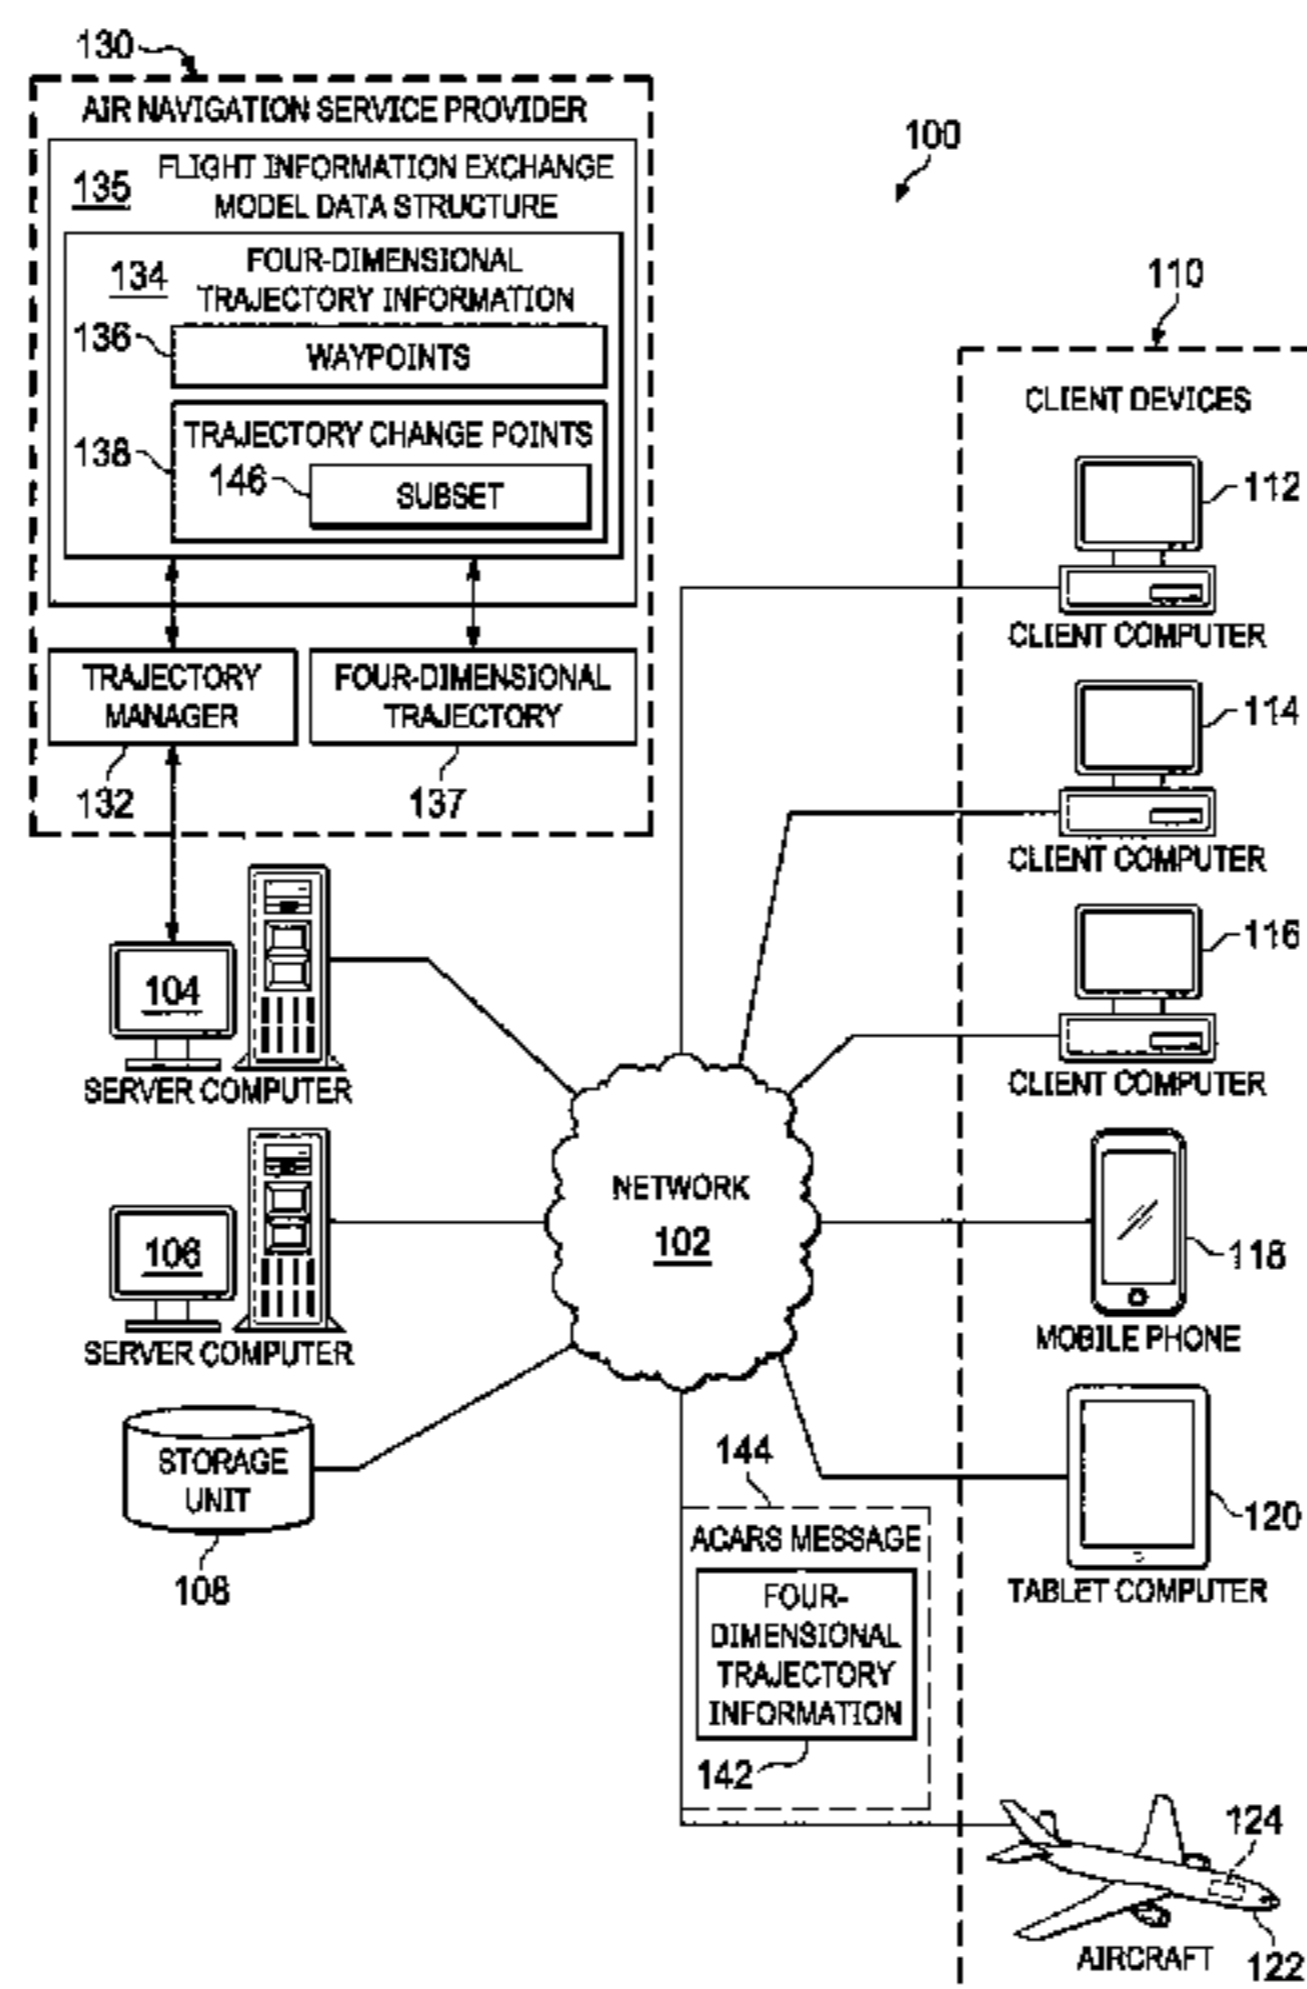 130
AIR NAVIGATION SERVICE PROVIDER
135
FLIGHT INFORMATION EXCHANGE
MODEL DATA STRUCTURE
134
FOUR-DIMENSIONAL
TRAJECTORY INFORMATION
136
WAYPOINTS
138
TRAJECTORY CHANGE POINTS
146
SUBSET
TRAJECTORY
MANAGER
FOUR-DIMENSIONAL
TRAJECTORY
132
137
100
110
CLIENT DEVICES
112
CLIENT COMPUTER
114
CLIENT COMPUTER
116
CLIENT COMPUTER
104
SERVER COMPUTER
NETWORK
102
106
SERVER COMPUTER
118
MOBILE PHONE
STORAGE
UNIT
108
144
ACARS MESSAGE
FOUR-
DIMENSIONAL
TRAJECTORY
INFORMATION
142
120
TABLET COMPUTER
124
AIRCRAFT
122